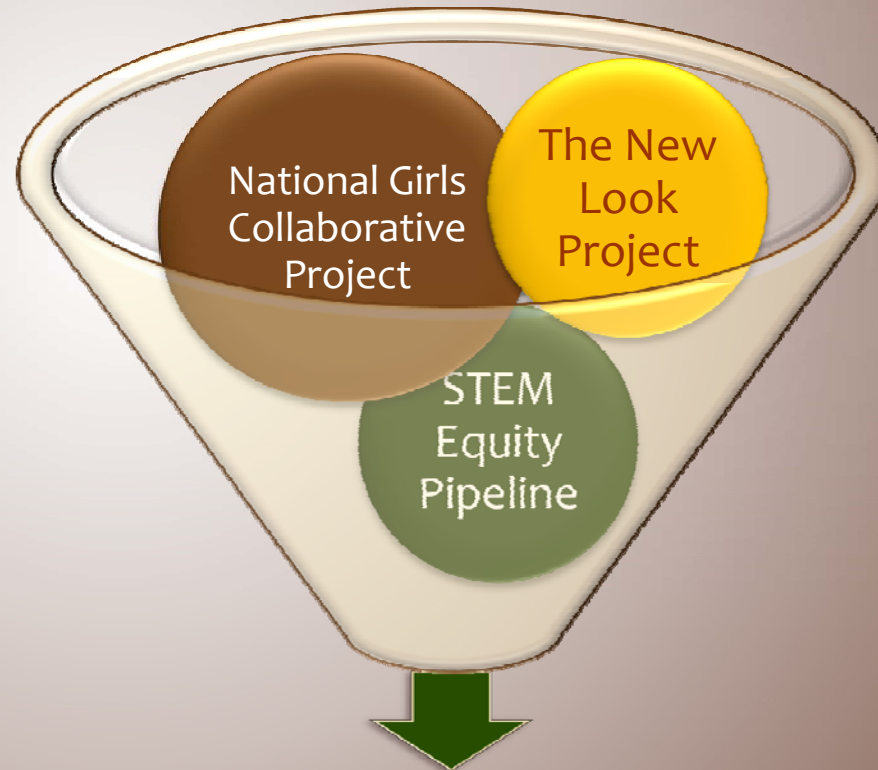 National Girls
Collaborative
Project
The New
Look
Project
STEM
Equity
Pipeline